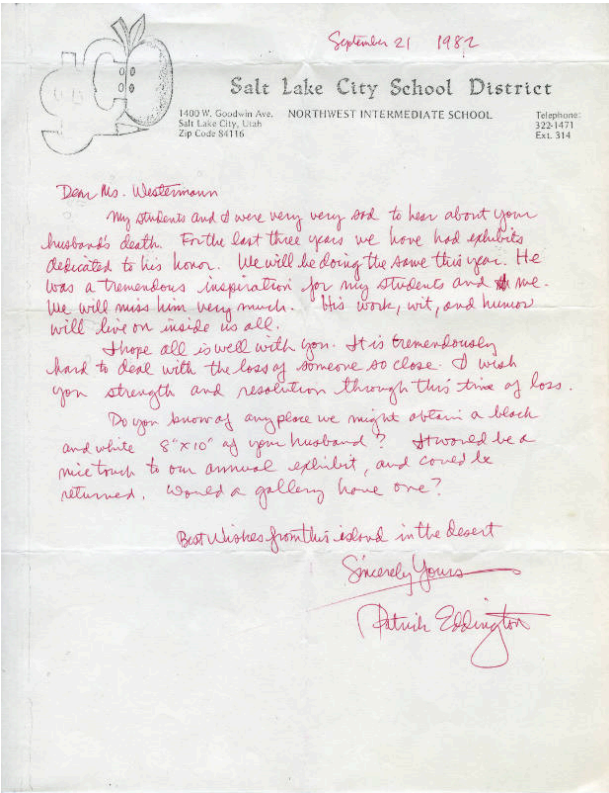 September 21 1982
Salt Lake City School District
1400 W. Goodwin Ave.
Salt Lake City, Utah
Zip Code 84116
NORTHWEST INTERMEDIATE SCHOOL
Telephone:
322-1471
Ext. 314
Dear Ms. Westermann
My students and I were very very sad to hear about your
husband's death. For the last three years we have had exhibits
dedicated to his honor. We will be doing the same this year. He
was a tremendous inspiration for my students and me.
We will miss him very much. His work, wit, and humor
will live on inside us all.
I hope all is well with you. It is tremendously
hard to deal with the loss of someone so close. I wish
you strength and resolution through this time of loss.
Do you know of any place we might obtain a black
and white 8"x10" of your husband? It would be a
nice touch to our annual exhibit, and could be
returned. Would a gallery have one?
Best Wishes from this island in the desert
Sincerely Yours
Patrick Eddington